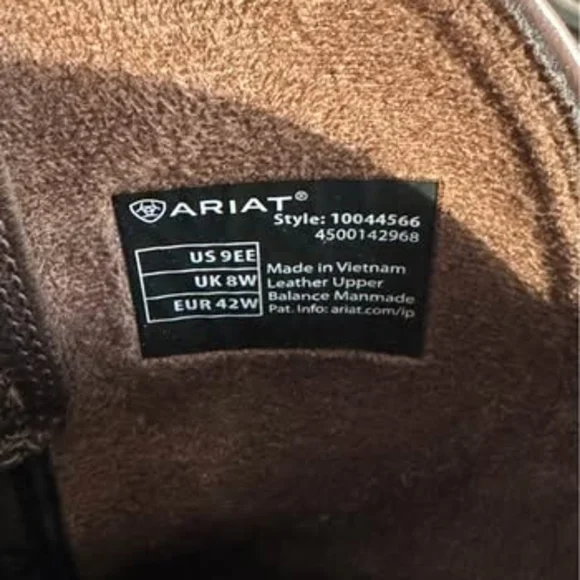 ARIAT®
Style: 10044566
4500142968
US 9EE
UK 8W
EUR 42W
Made in Vietnam
Leather Upper
Balance Manmade
Pat. Info: ariat.com/ip